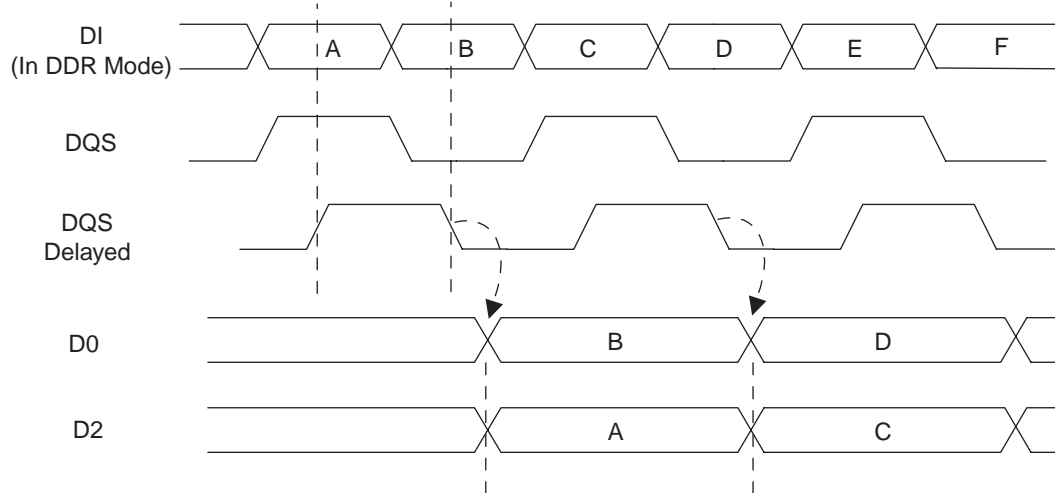 DI
(In DDR Mode)
A B C D E F
DQS
DQS
Delayed
D0
B D
D2
A C